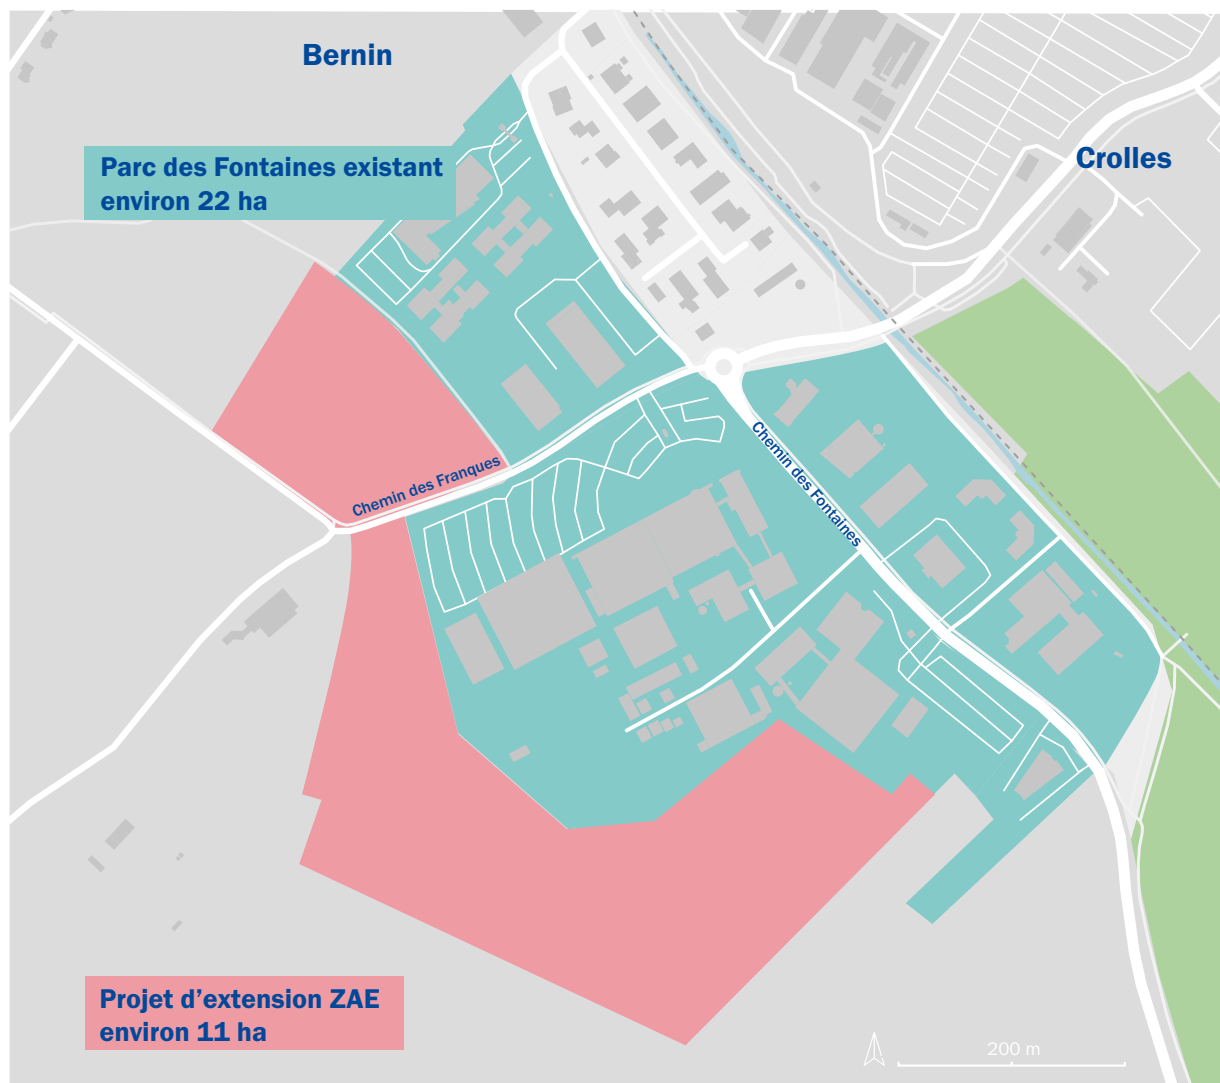 Bernin
Crolles
Parc des Fontaines existant
environ 22 ha
Chemin des Franques
Chemin des Fontaines
Projet d’extension ZAE
environ 11 ha
200 m